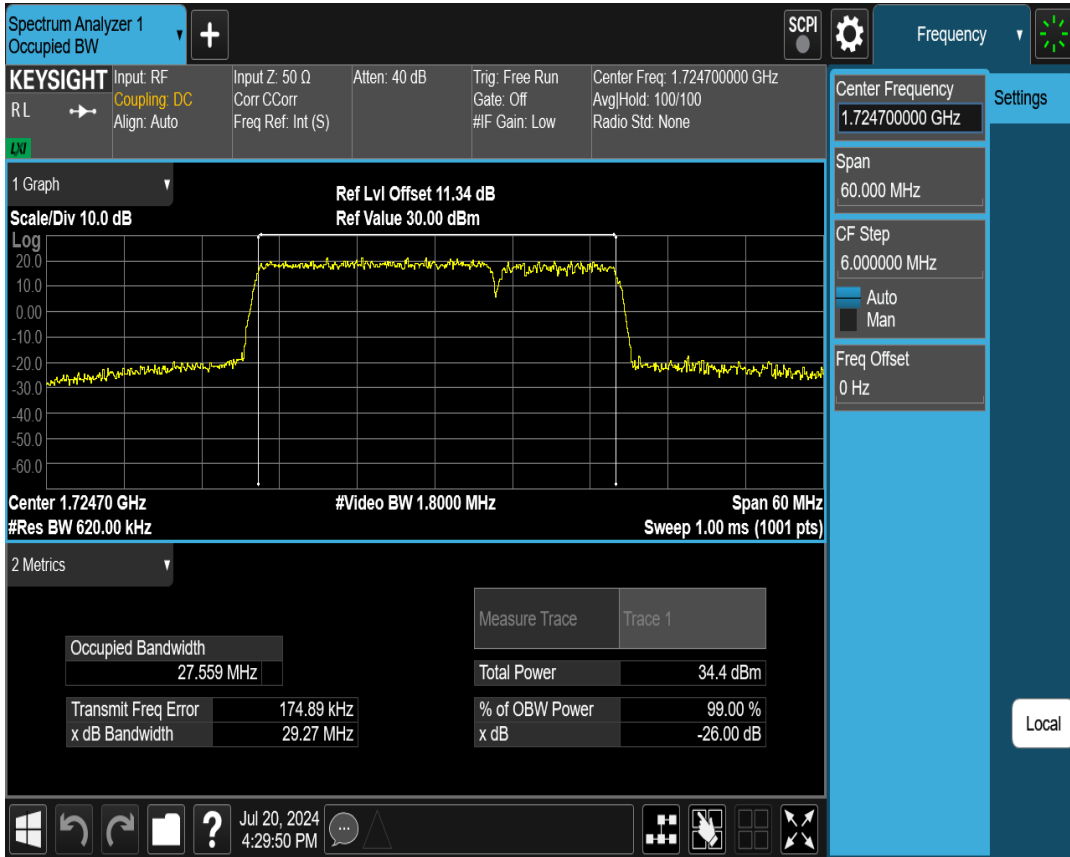 Spectrum Analyzer 1
Occupied BW
+
SCPI
Frequency
KEYSIGHT
RL
LXI
Input: RF
Coupling: DC
Align: Auto
Input Z: 50 Ω
Corr CCorr
Freq Ref: Int (S)
Atten: 40 dB
Trig: Free Run
Gate: Off
#IF Gain: Low
Center Freq: 1.724700000 GHz
Avg|Hold: 100/100
Radio Std: None
Center Frequency
1.724700000 GHz
Settings
Span
60.000 MHz
CF Step
6.000000 MHz
Auto
Man
Freq Offset
0 Hz
Local
1 Graph
Ref Lvl Offset 11.34 dB
Scale/Div 10.0 dB
Ref Value 30.00 dBm
Log
20.0
10.0
0.00
-10.0
-20.0
-30.0
-40.0
-50.0
-60.0
Center 1.72470 GHz
#Video BW 1.8000 MHz
Span 60 MHz
#Res BW 620.00 kHz
Sweep 1.00 ms (1001 pts)
2 Metrics
Measure Trace
Trace 1
Occupied Bandwidth
27.559 MHz
Total Power
34.4 dBm
Transmit Freq Error
174.89 kHz
% of OBW Power
99.00 %
x dB Bandwidth
29.27 MHz
x dB
-26.00 dB
?
Jul 20, 2024
4:29:50 PM